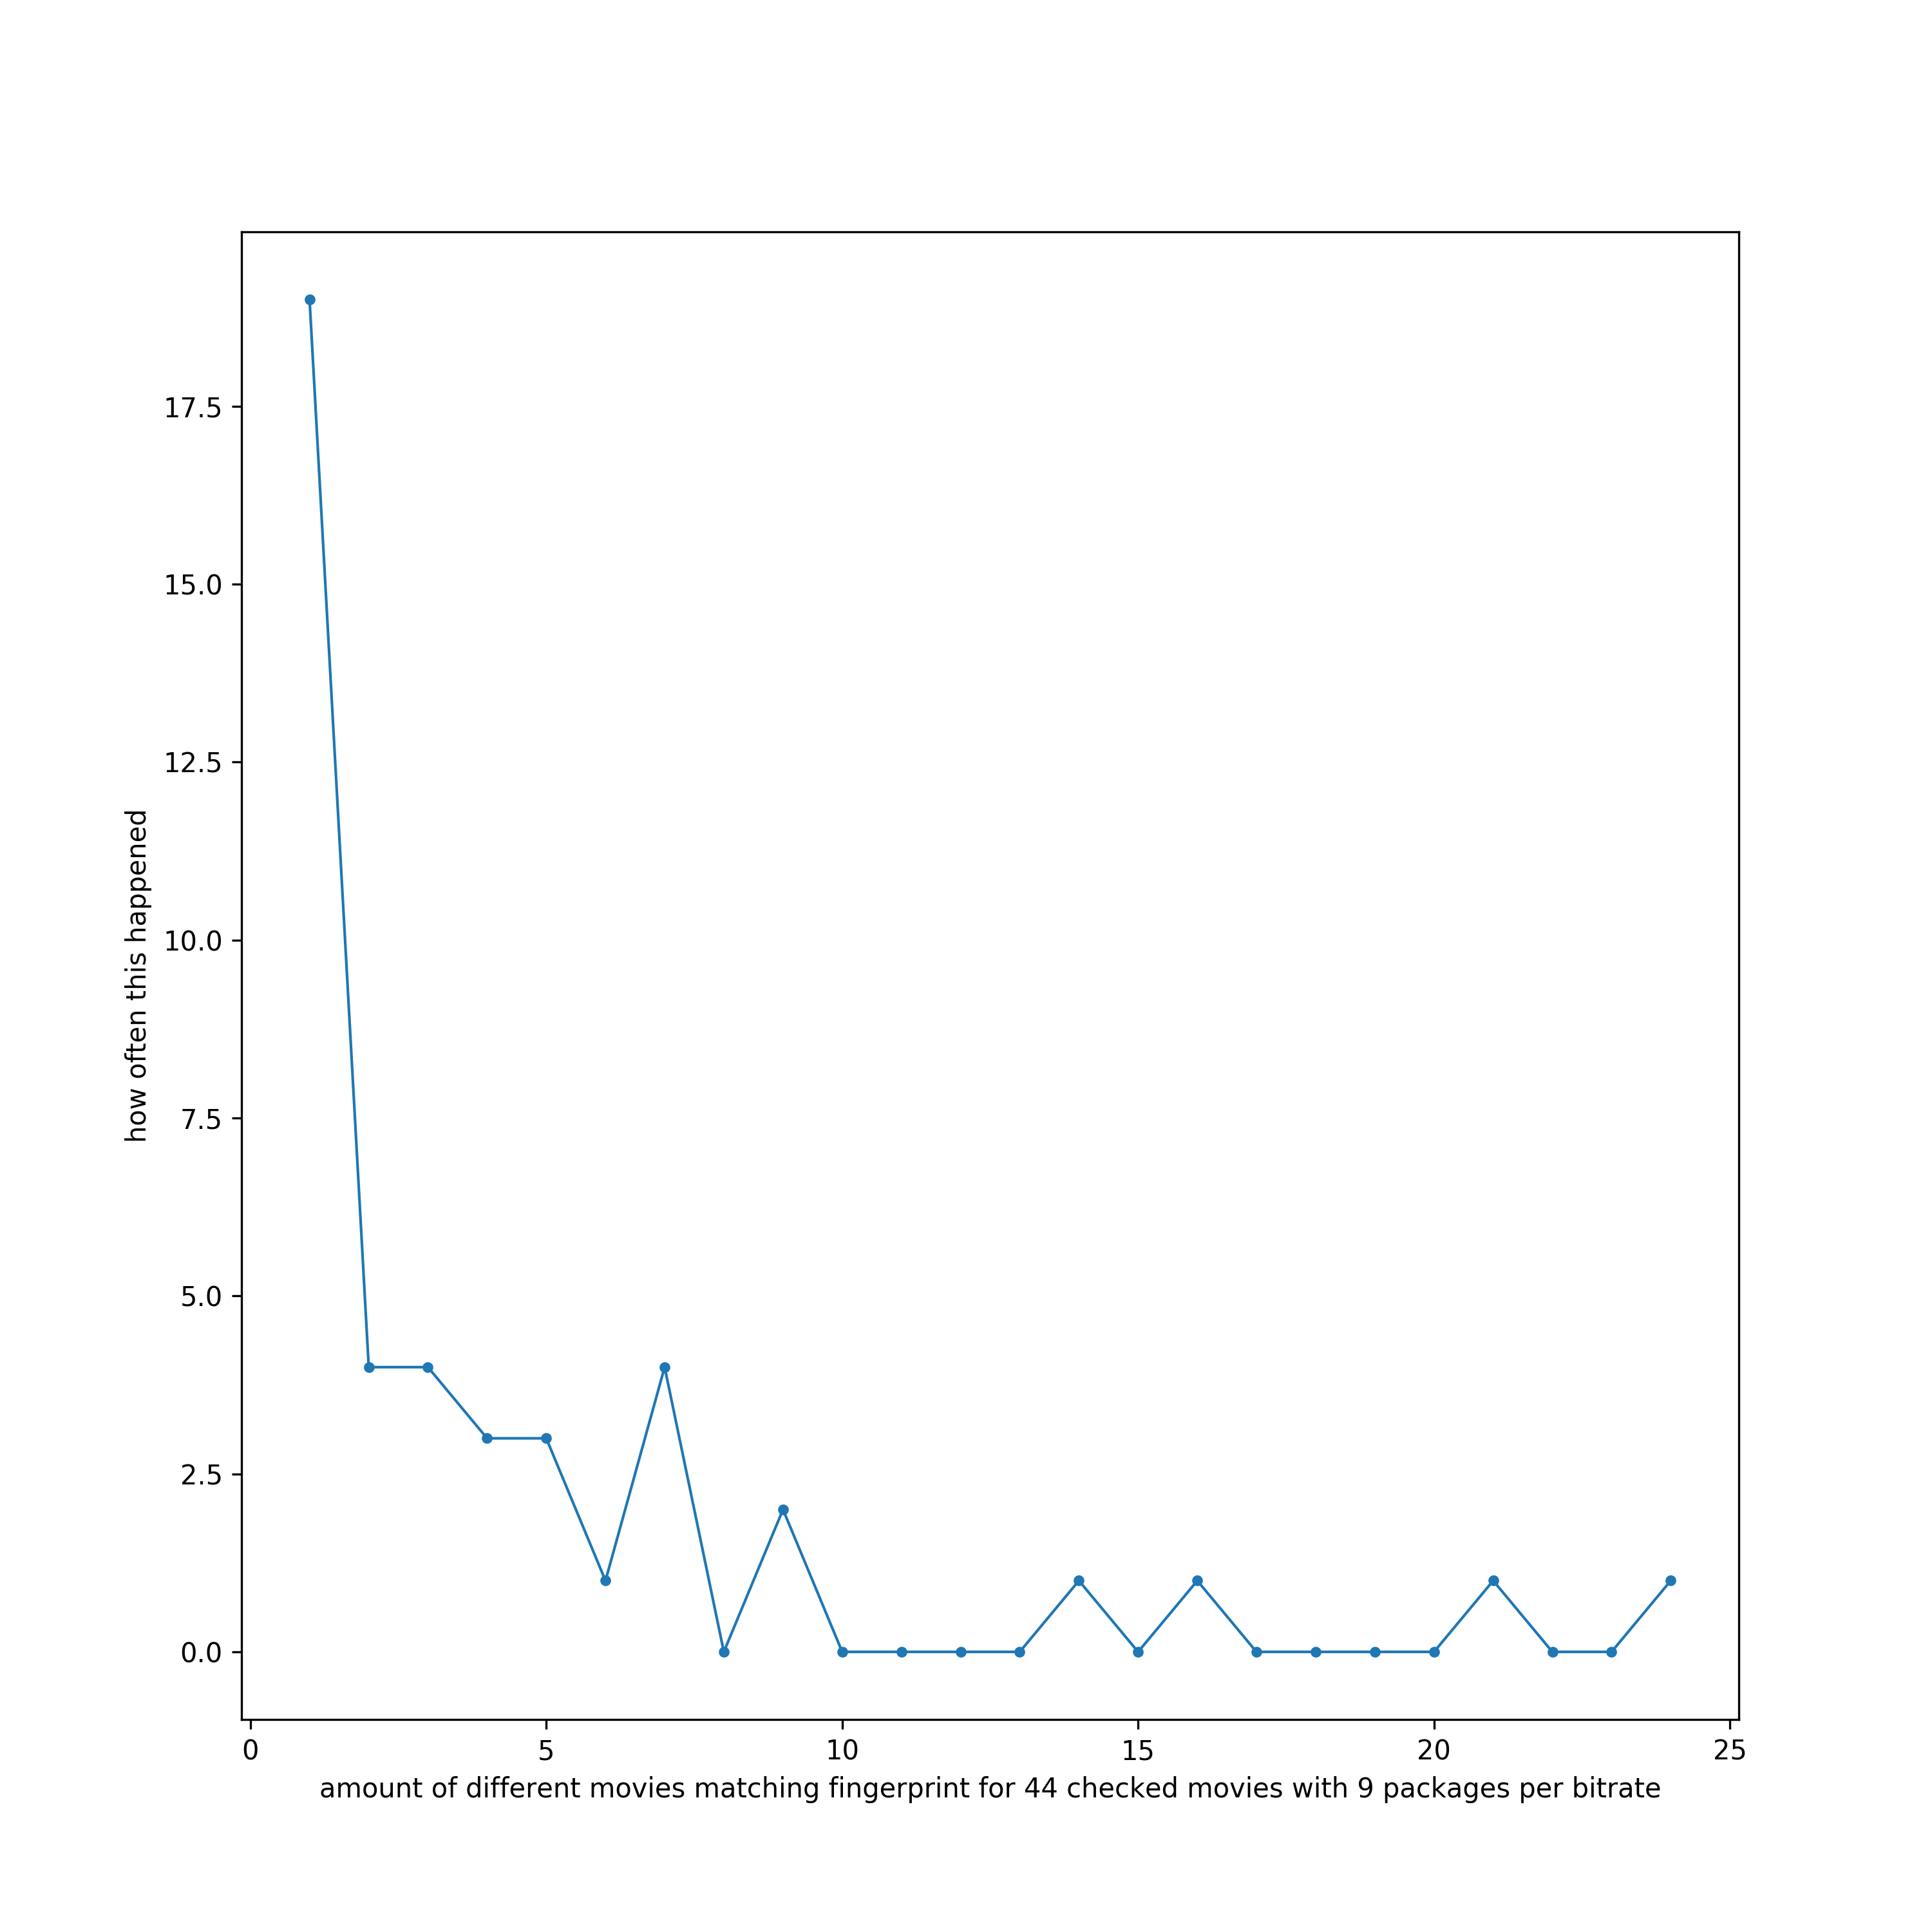 17.5
15.0
12.5
10.0
7.5
5.0
2.5
0.0
how often this happened
0 5 10 15 20 25
amount of different movies matching fingerprint for 44 checked movies with 9 packages per bitrate